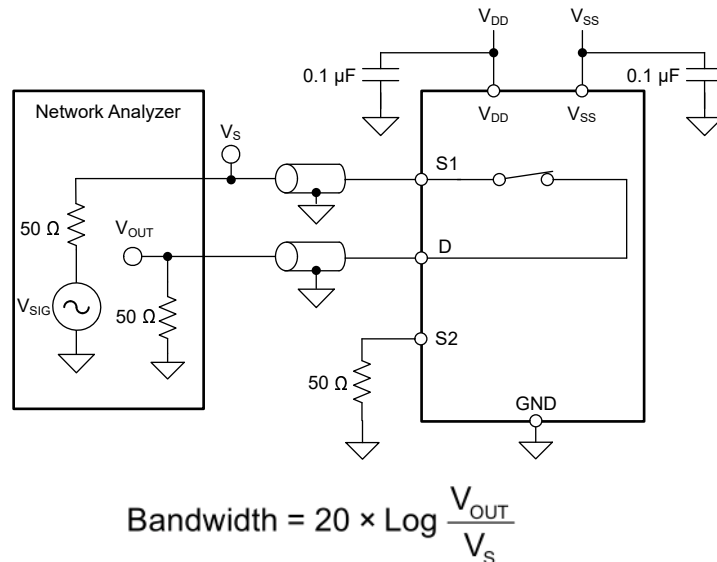 V_DD V_SS
0.1 µF 0.1 µF
V_DD V_SS
Network Analyzer
V_S
S1
50 Ω
V_OUT
D
V_SIG
50 Ω
S2
50 Ω
GND
Bandwidth = 20 × Log V_OUT / V_S